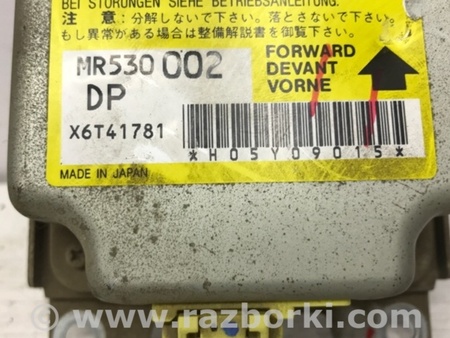 BEI STÖRUNGEN SIEHE BETRIEBSANLEITUNG.
注 意:分解しないで下さい。落とさないで下さい。
もし異常がある場合は整備解説書を御覧下さい。
MR530 002
DP
FORWARD
DEVANT
VORNE
X6T41781
*H05Y09015*
MADE IN JAPAN
www.razborki.com